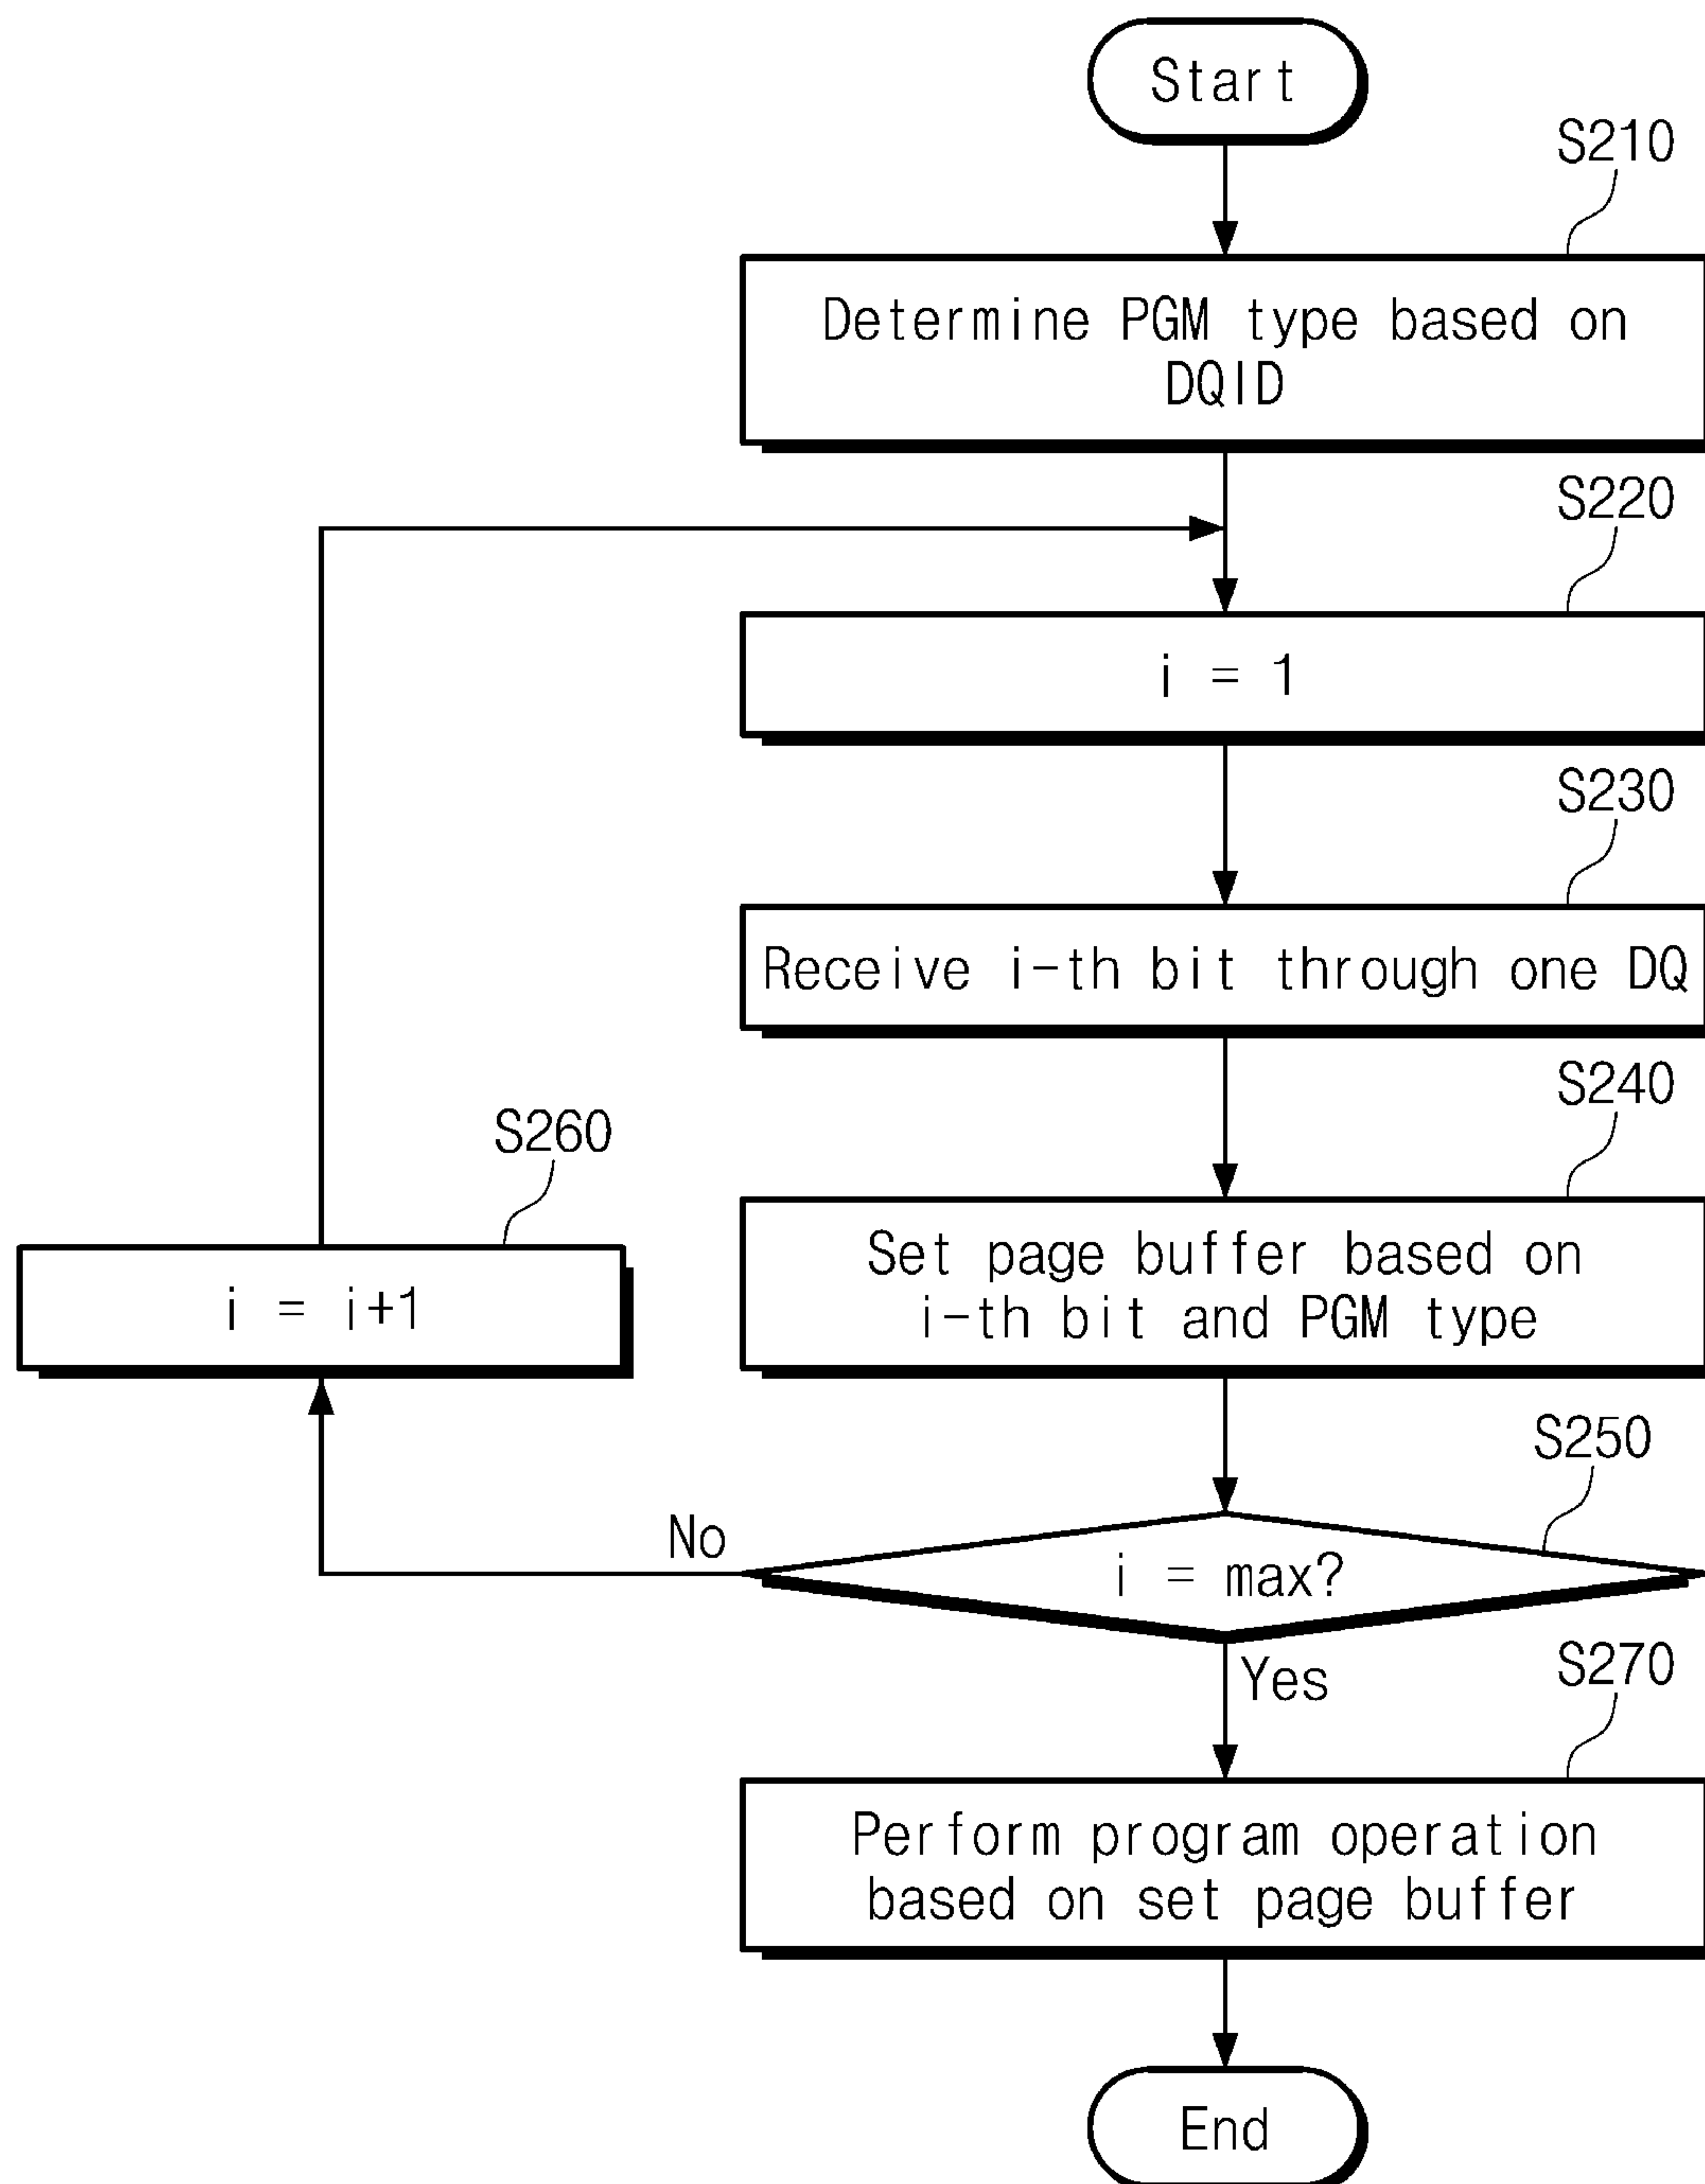 Start
S210
Determine PGM type based on
DQID
S220
i = 1
S230
Receive i-th bit through one DQ
S240
Set page buffer based on
i-th bit and PGM type
S260
i = i+1
S250
No
i = max?
Yes
S270
Perform program operation
based on set page buffer
End